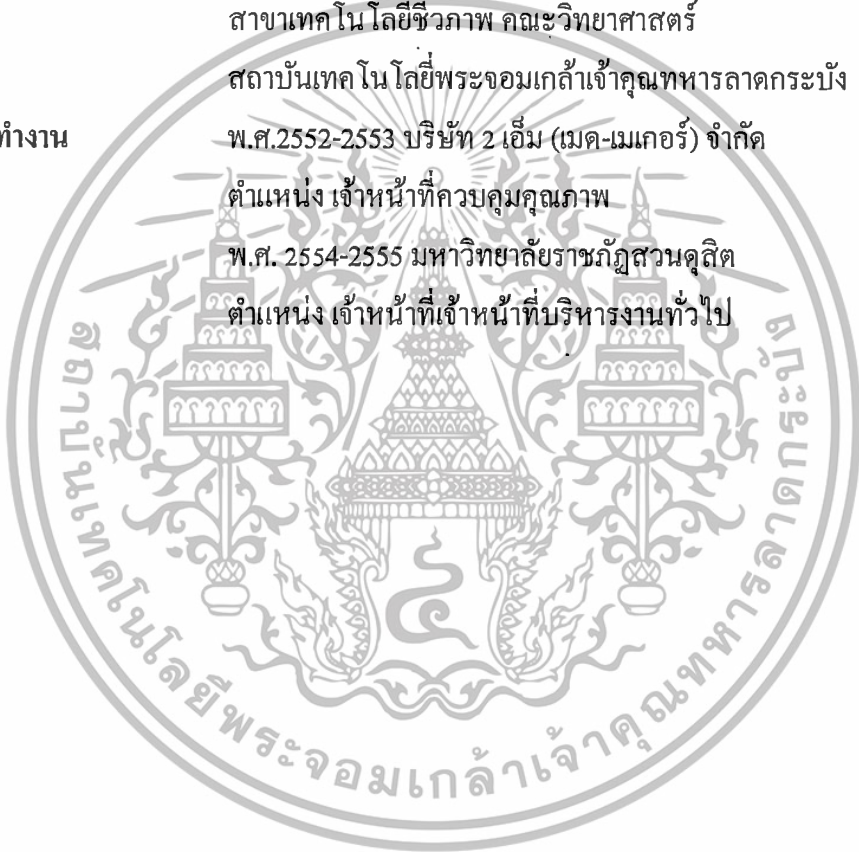 สาขาเทคโนโลยีชีวภาพ คณะวิทยาศาสตร์
สถาบันเทคโนโลยีพระจอมเกล้าเจ้าคุณทหารลาดกระบัง
ทำงาน พ.ศ.2552-2553 บริษัท 2 เอ็ม (เมด-เมเกอร์) จำกัด
ตำแหน่ง เจ้าหน้าที่ควบคุมคุณภาพ
พ.ศ. 2554-2555 มหาวิทยาลัยราชภัฏสวนดุสิต
ตำแหน่ง เจ้าหน้าที่เจ้าหน้าที่บริหารงานทั่วไป
สถาบันเทคโนโลยีพระจอมเกล้าเจ้าคุณทหารลาดกระบัง
๔